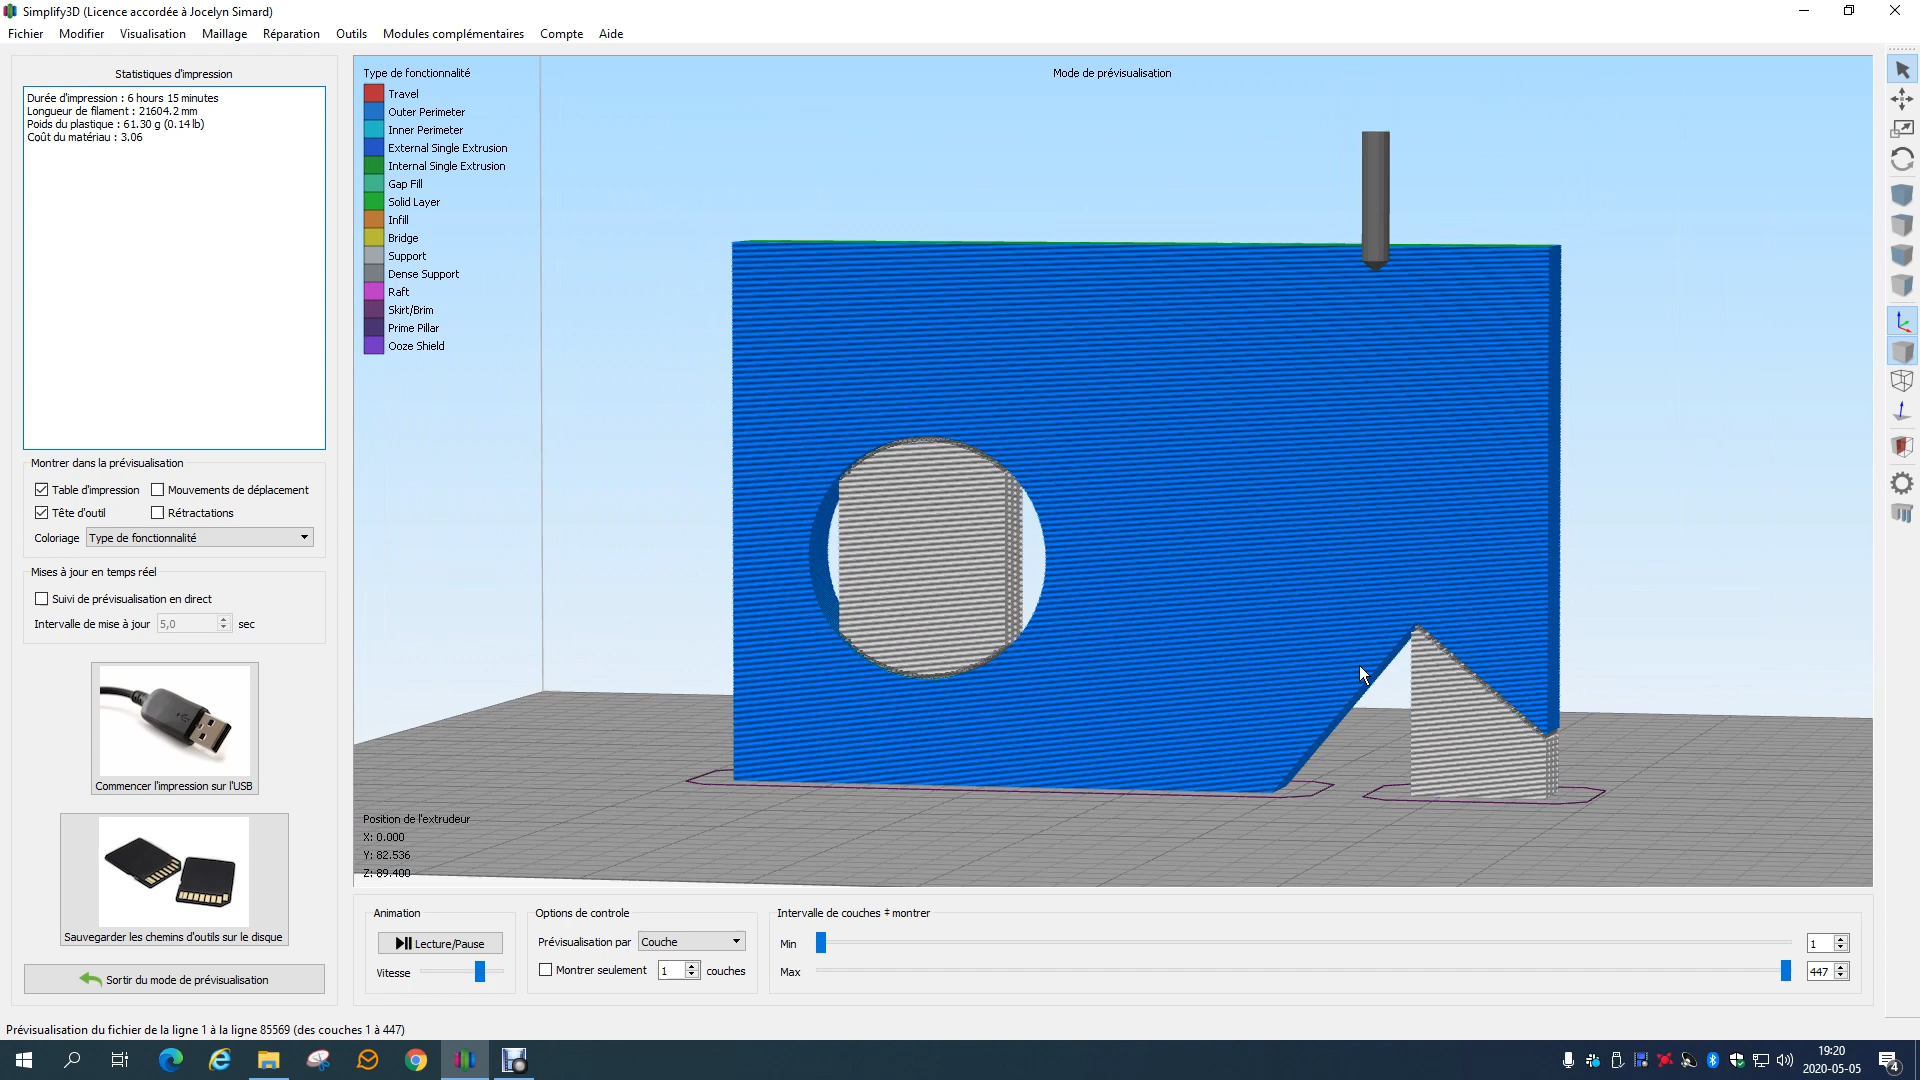 Simplify3D (Licence accordée à Jocelyn Simard)
Fichier Modifier Visualisation Maillage Réparation Outils Modules complémentaires Compte Aide
Statistiques d'impression
Durée d'impression : 6 hours 15 minutes
Longueur de filament : 21604.2 mm
Poids du plastique : 61.30 g (0.14 lb)
Coût du matériau : 3.06
Montrer dans la prévisualisation
Table d'impression Mouvements de déplacement
Tête d'outil Rétractations
Coloriage Type de fonctionnalité
Mises à jour en temps réel
Suivi de prévisualisation en direct
Intervalle de mise à jour 5,0 sec
Commencer l'impression sur l'USB
Sauvegarder les chemins d'outils sur le disque
Sortir du mode de prévisualisation
Type de fonctionnalité
Travel
Outer Perimeter
Inner Perimeter
External Single Extrusion
Internal Single Extrusion
Gap Fill
Solid Layer
Infill
Bridge
Support
Dense Support
Raft
Skirt/Brim
Prime Pillar
Ooze Shield
Mode de prévisualisation
Position de l'extrudeur
X: 0.000
Y: 82.536
Z: 89.400
Animation
Lecture/Pause
Vitesse
Options de controle
Prévisualisation par Couche
Montrer seulement 1 couches
Intervalle de couches ‡ montrer
Min 1
Max 447
Prévisualisation du fichier de la ligne 1 à la ligne 85569 (des couches 1 à 447)
19:20
2020-05-05
4